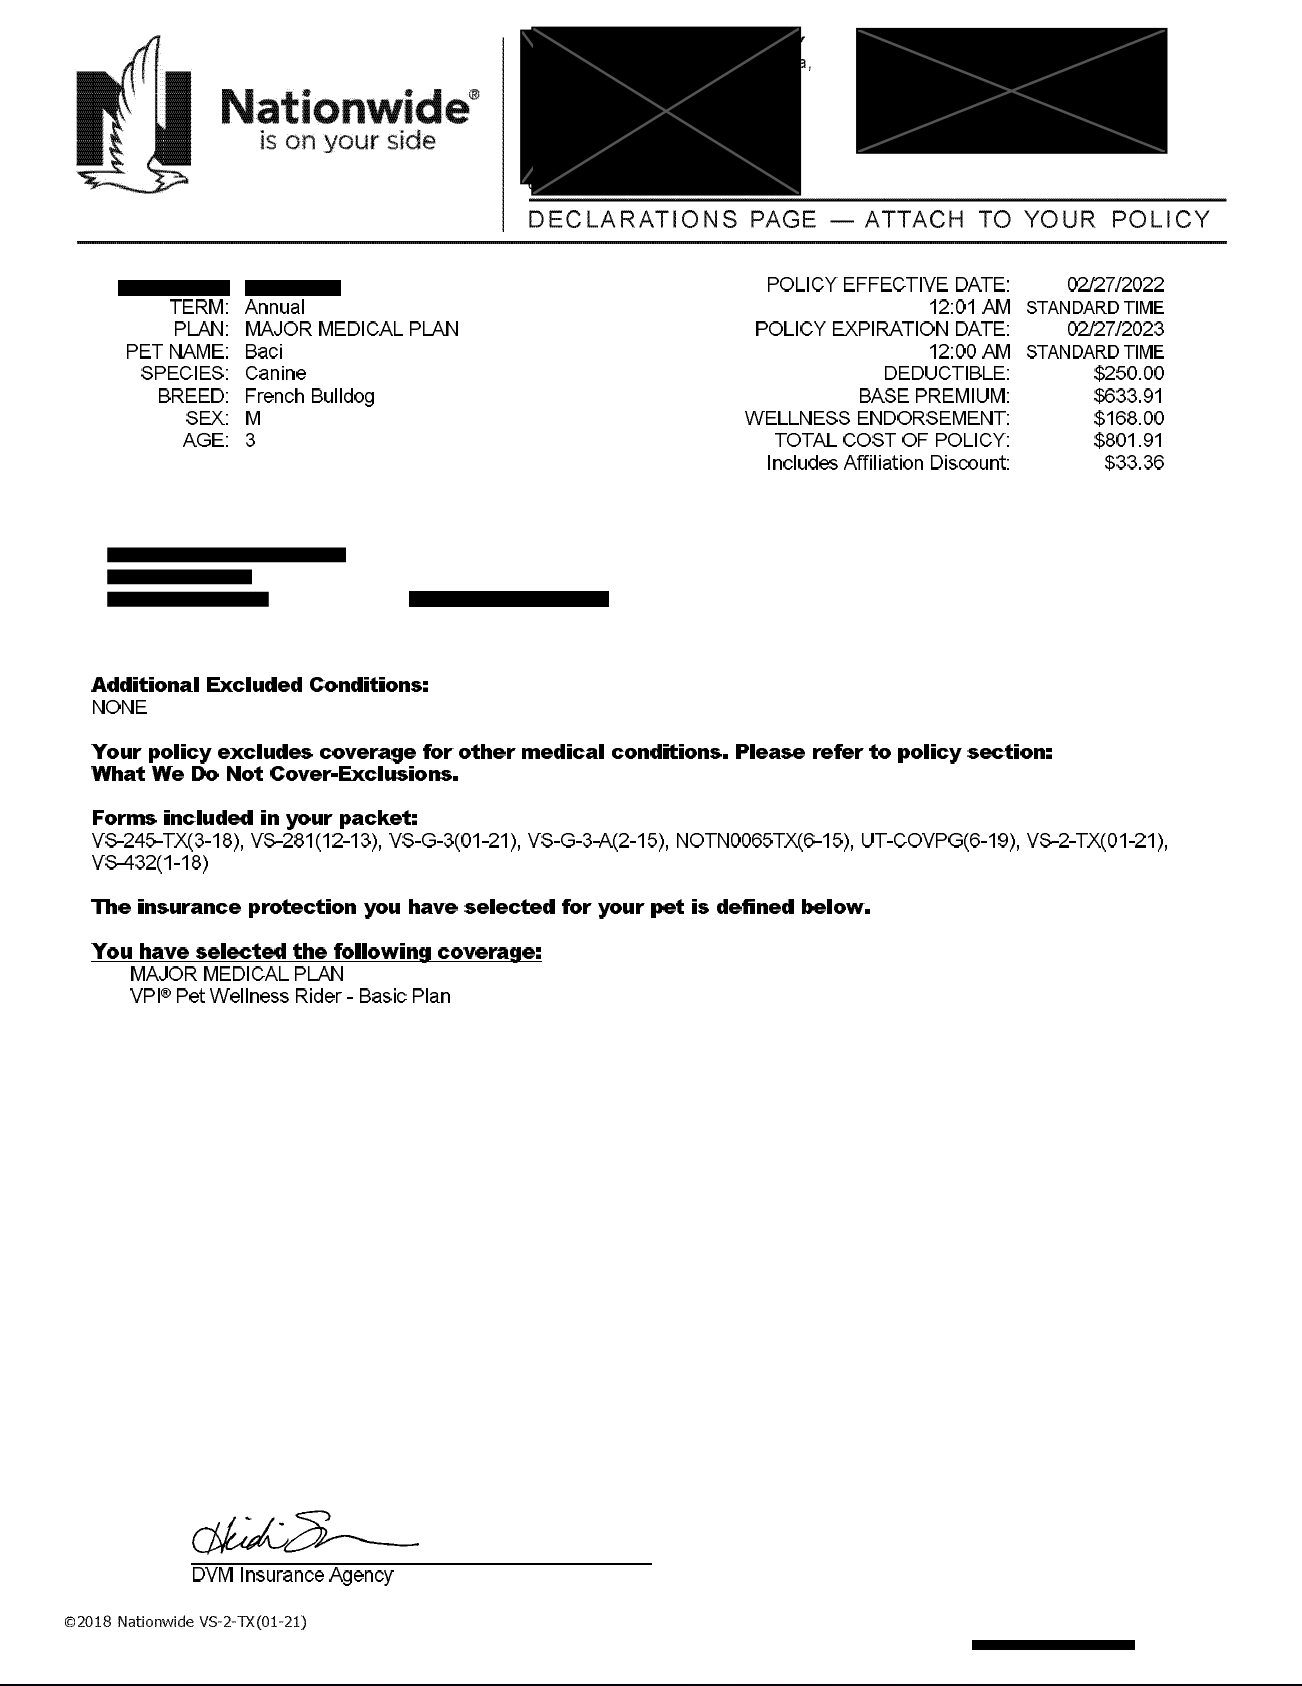 Nationwide®
is on your side
DECLARATIONS PAGE — ATTACH TO YOUR POLICY
TERM: Annual
PLAN: MAJOR MEDICAL PLAN
PET NAME: Baci
SPECIES: Canine
BREED: French Bulldog
SEX: M
AGE: 3
POLICY EFFECTIVE DATE: 02/27/2022
12:01 AM STANDARD TIME
POLICY EXPIRATION DATE: 02/27/2023
12:00 AM STANDARD TIME
DEDUCTIBLE: $250.00
BASE PREMIUM: $633.91
WELLNESS ENDORSEMENT: $168.00
TOTAL COST OF POLICY: $801.91
Includes Affiliation Discount: $33.36
Additional Excluded Conditions:
NONE
Your policy excludes coverage for other medical conditions. Please refer to policy section:
What We Do Not Cover-Exclusions.
Forms included in your packet:
VS-245-TX(3-18), VS-281(12-13), VS-G-3(01-21), VS-G-3-A(2-15), NOTN0065TX(6-15), UT-COVPG(6-19), VS-2-TX(01-21),
VS-432(1-18)
The insurance protection you have selected for your pet is defined below.
You have selected the following coverage:
MAJOR MEDICAL PLAN
VPI® Pet Wellness Rider - Basic Plan
DVM Insurance Agency
©2018 Nationwide VS-2-TX(01-21)